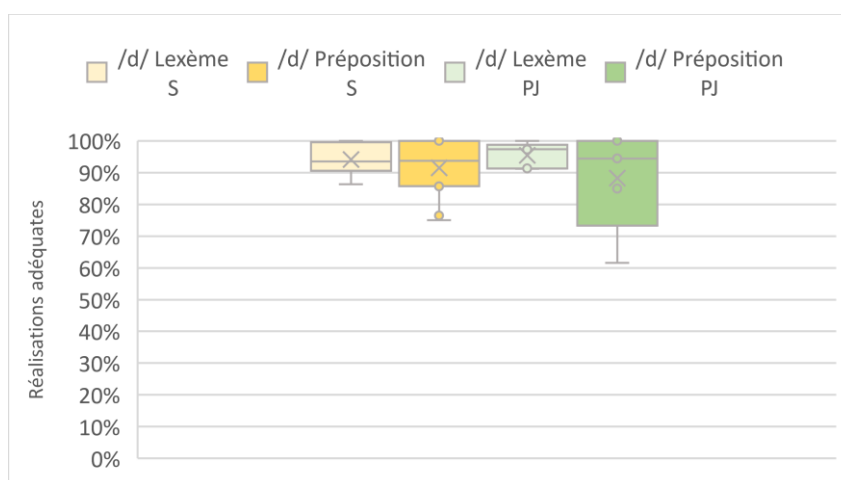 /d/ Lexème S
/d/ Préposition S
/d/ Lexème PJ
/d/ Préposition PJ
Réalisations adéquates
100%
90%
80%
70%
60%
50%
40%
30%
20%
10%
0%